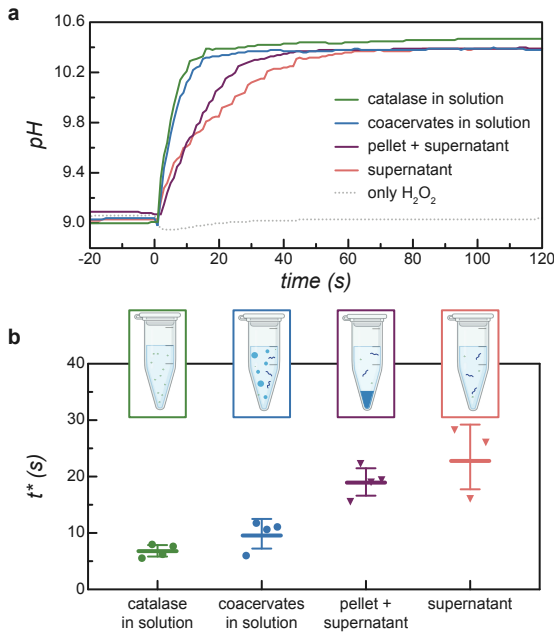 a
10.6
10.2
9.8
9.4
9.0
pH
catalase in solution
coacervates in solution
pellet + supernatant
supernatant
only H₂O₂
-20 0 20 40 60 80 100 120
time (s)
b
40
30
20
10
0
t* (s)
catalase in solution
coacervates in solution
pellet + supernatant
supernatant